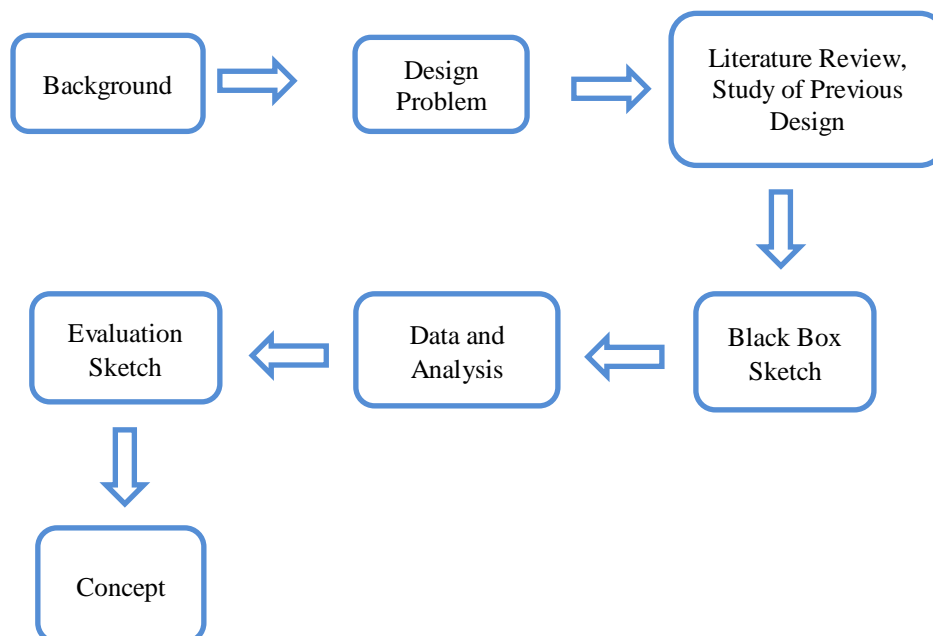 Background
Design
Problem
Literature Review,
Study of Previous
Design
Black Box
Sketch
Data and
Analysis
Evaluation
Sketch
Concept